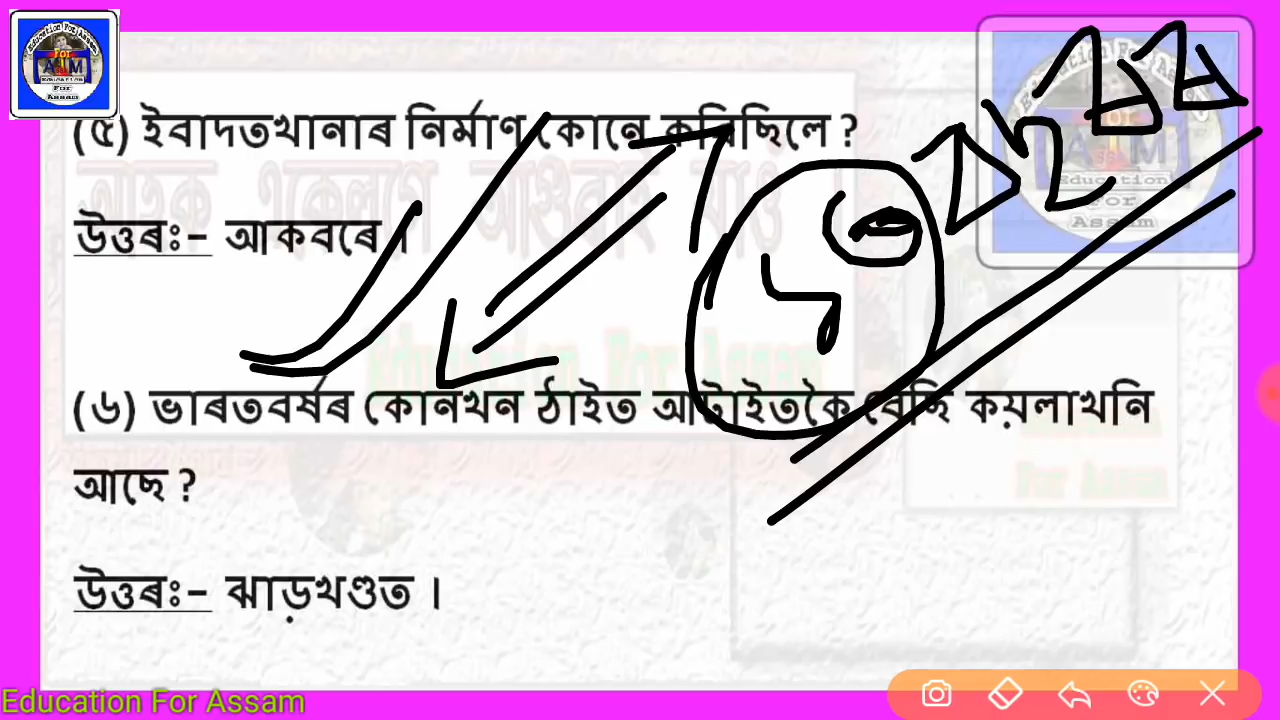 (৫) ইবাদতখানাৰ নিৰ্মাণ কোনে কৰিছিলে ?
উত্তৰঃ- আকবৰে ।
(৬) ভাৰতবৰ্ষৰ কোনখন ঠাইত আটাইতকৈ বেছি কয়লাখনি
আছে ?
উত্তৰঃ- ঝাড়খণ্ডত ।
Education For Assam